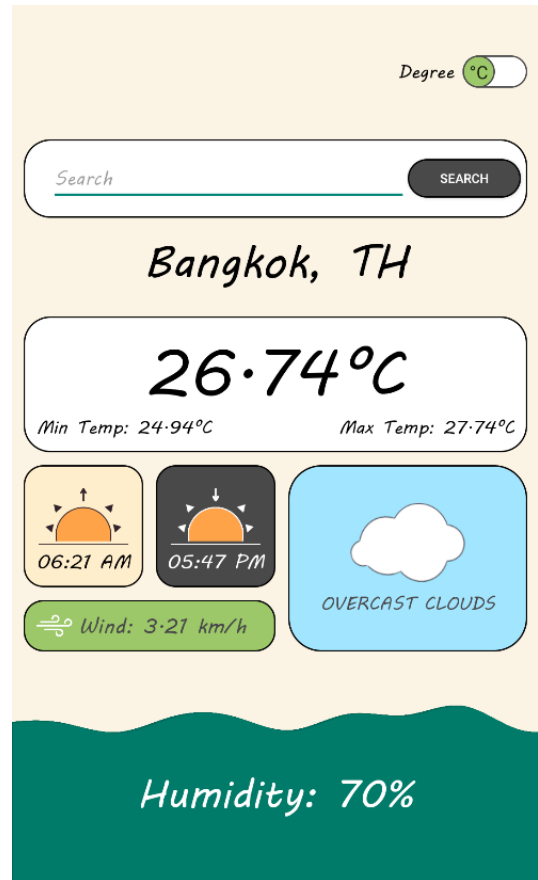 Degree °C
Search SEARCH
Bangkok, TH
26.74°C
Min Temp: 24.94°C Max Temp: 27.74°C
06:21 AM 05:47 PM
OVERCAST CLOUDS
Wind: 3.21 km/h
Humidity: 70%